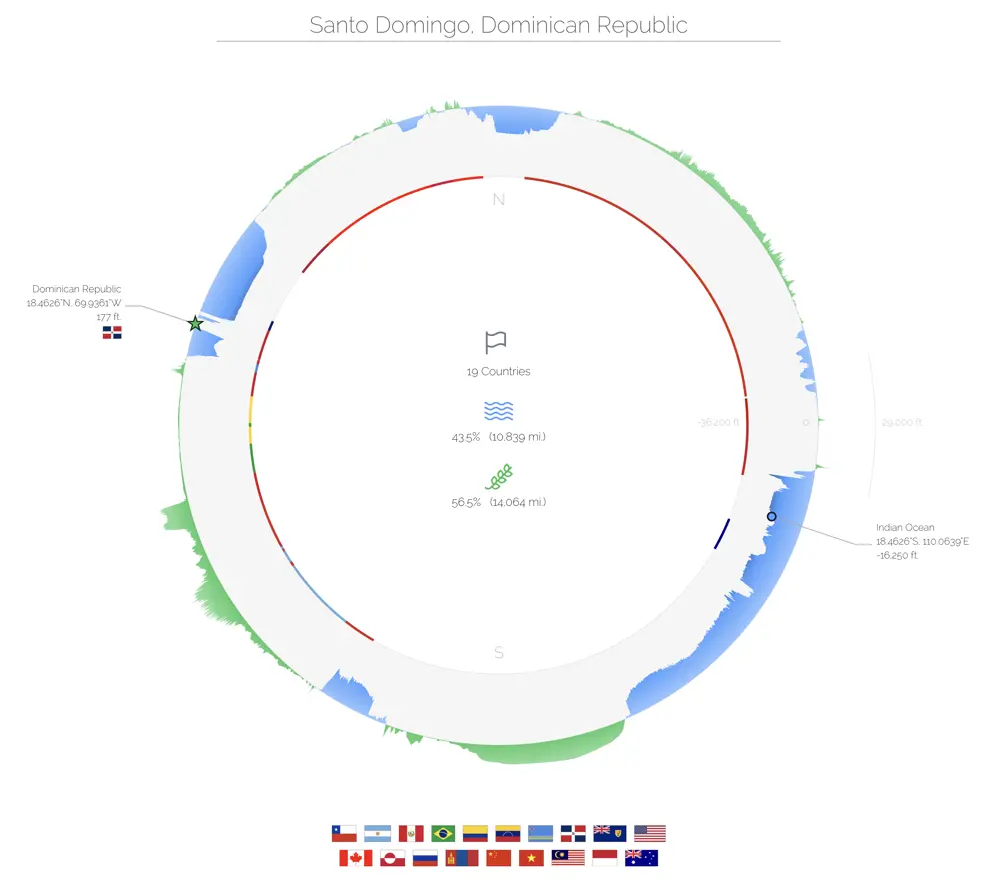 Santo Domingo, Dominican Republic
N
Dominican Republic
18.4626°N, 69.9361°W
177 ft.
19 Countries
43.5% (10,839 mi.)
56.5% (14,064 mi.)
-36,200 ft
0
29,000 ft
Indian Ocean
18.4626°S, 110.0639°E
-16,250 ft.
S